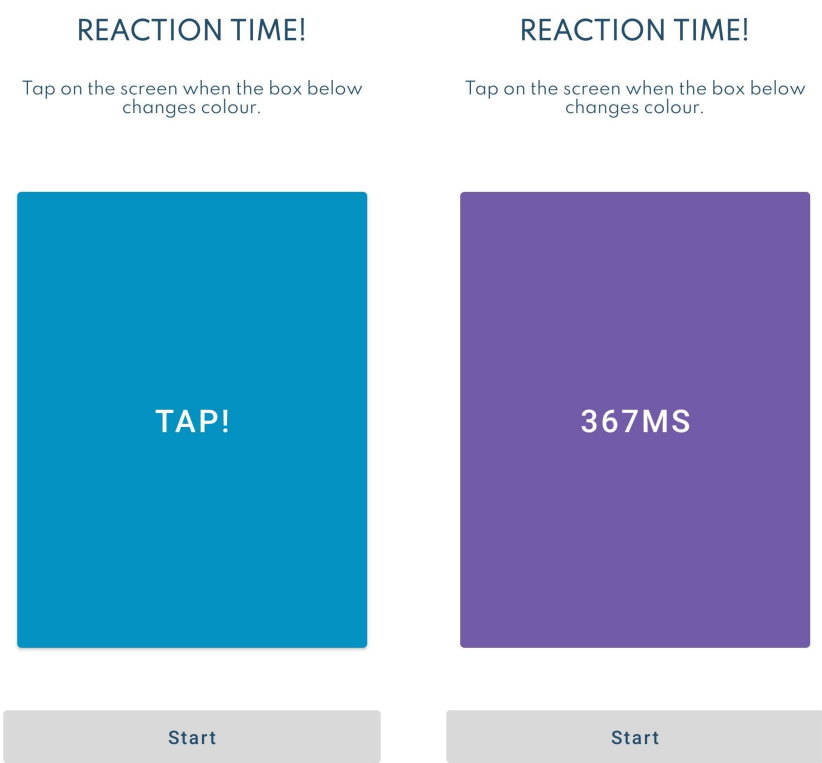 REACTION TIME!
Tap on the screen when the box below
changes colour.
TAP!
Start
REACTION TIME!
Tap on the screen when the box below
changes colour.
367MS
Start